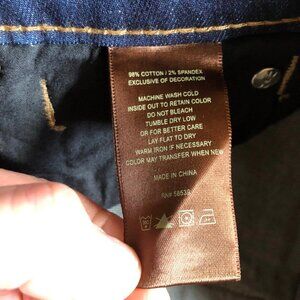 98% COTTON / 2% SPANDEX
EXCLUSIVE OF DECORATION
MACHINE WASH COLD
INSIDE OUT TO RETAIN COLOR
DO NOT BLEACH
TUMBLE DRY LOW
OR FOR BETTER CARE
LAY FLAT TO DRY
WARM IRON IF NECESSARY
COLOR MAY TRANSFER WHEN NEW
MADE IN CHINA
RN# 58539